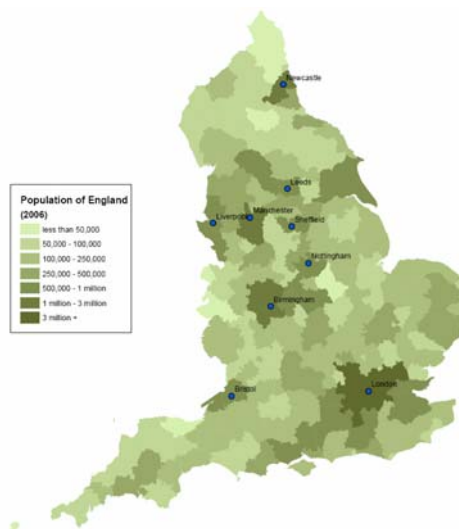 Newcastle
Leeds
Manchester
Liverpool
Sheffield
Nottingham
Birmingham
Bristol
London
Population of England
(2006)
less than 50,000
50,000 - 100,000
100,000 - 250,000
250,000 - 500,000
500,000 - 1 million
1 million - 3 million
3 million +